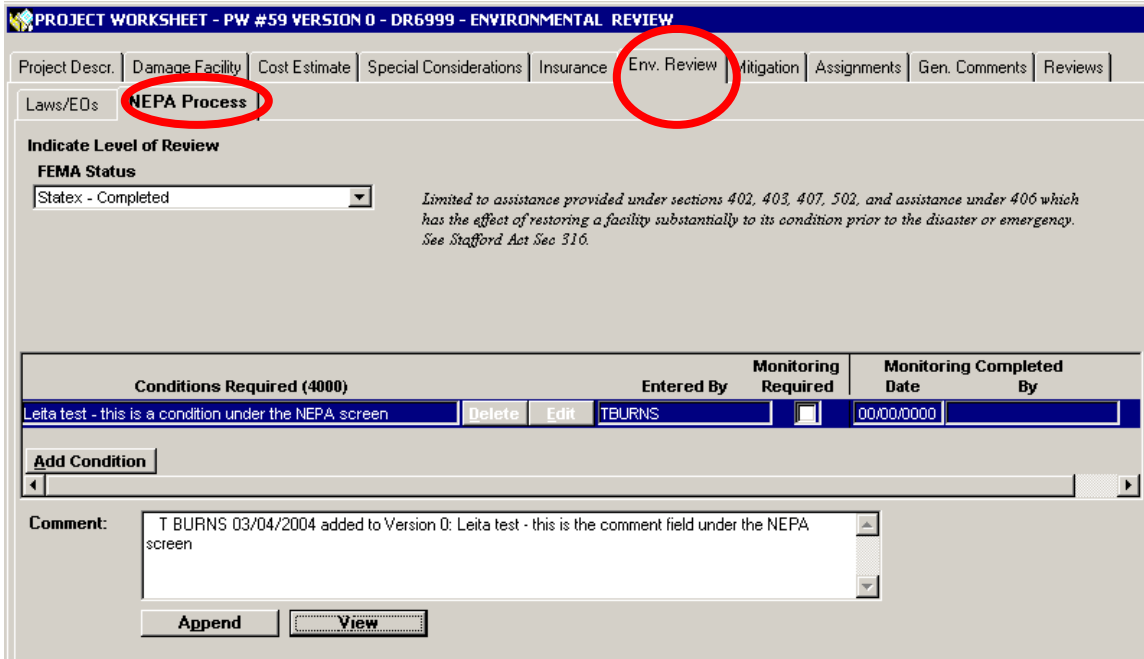 PROJECT WORKSHEET - PW #59 VERSION 0 - DR6999 - ENVIRONMENTAL REVIEW
Project Descr. Damage Facility Cost Estimate Special Considerations Insurance Env. Review Mitigation Assignments Gen. Comments Reviews
Laws/EOs NEPA Process
Indicate Level of Review
FEMA Status
Statex - Completed
Limited to assistance provided under sections 402, 403, 407, 502, and assistance under 406 which
has the effect of restoring a facility substantially to its condition prior to the disaster or emergency.
See Stafford Act Sec 316.
Monitoring Monitoring Completed
Conditions Required (4000) Entered By Required Date By
Leita test - this is a condition under the NEPA screen Delete Edit TBURNS 00/00/0000
Add Condition
Comment: T BURNS 03/04/2004 added to Version 0: Leita test - this is the comment field under the NEPA
screen
Append View